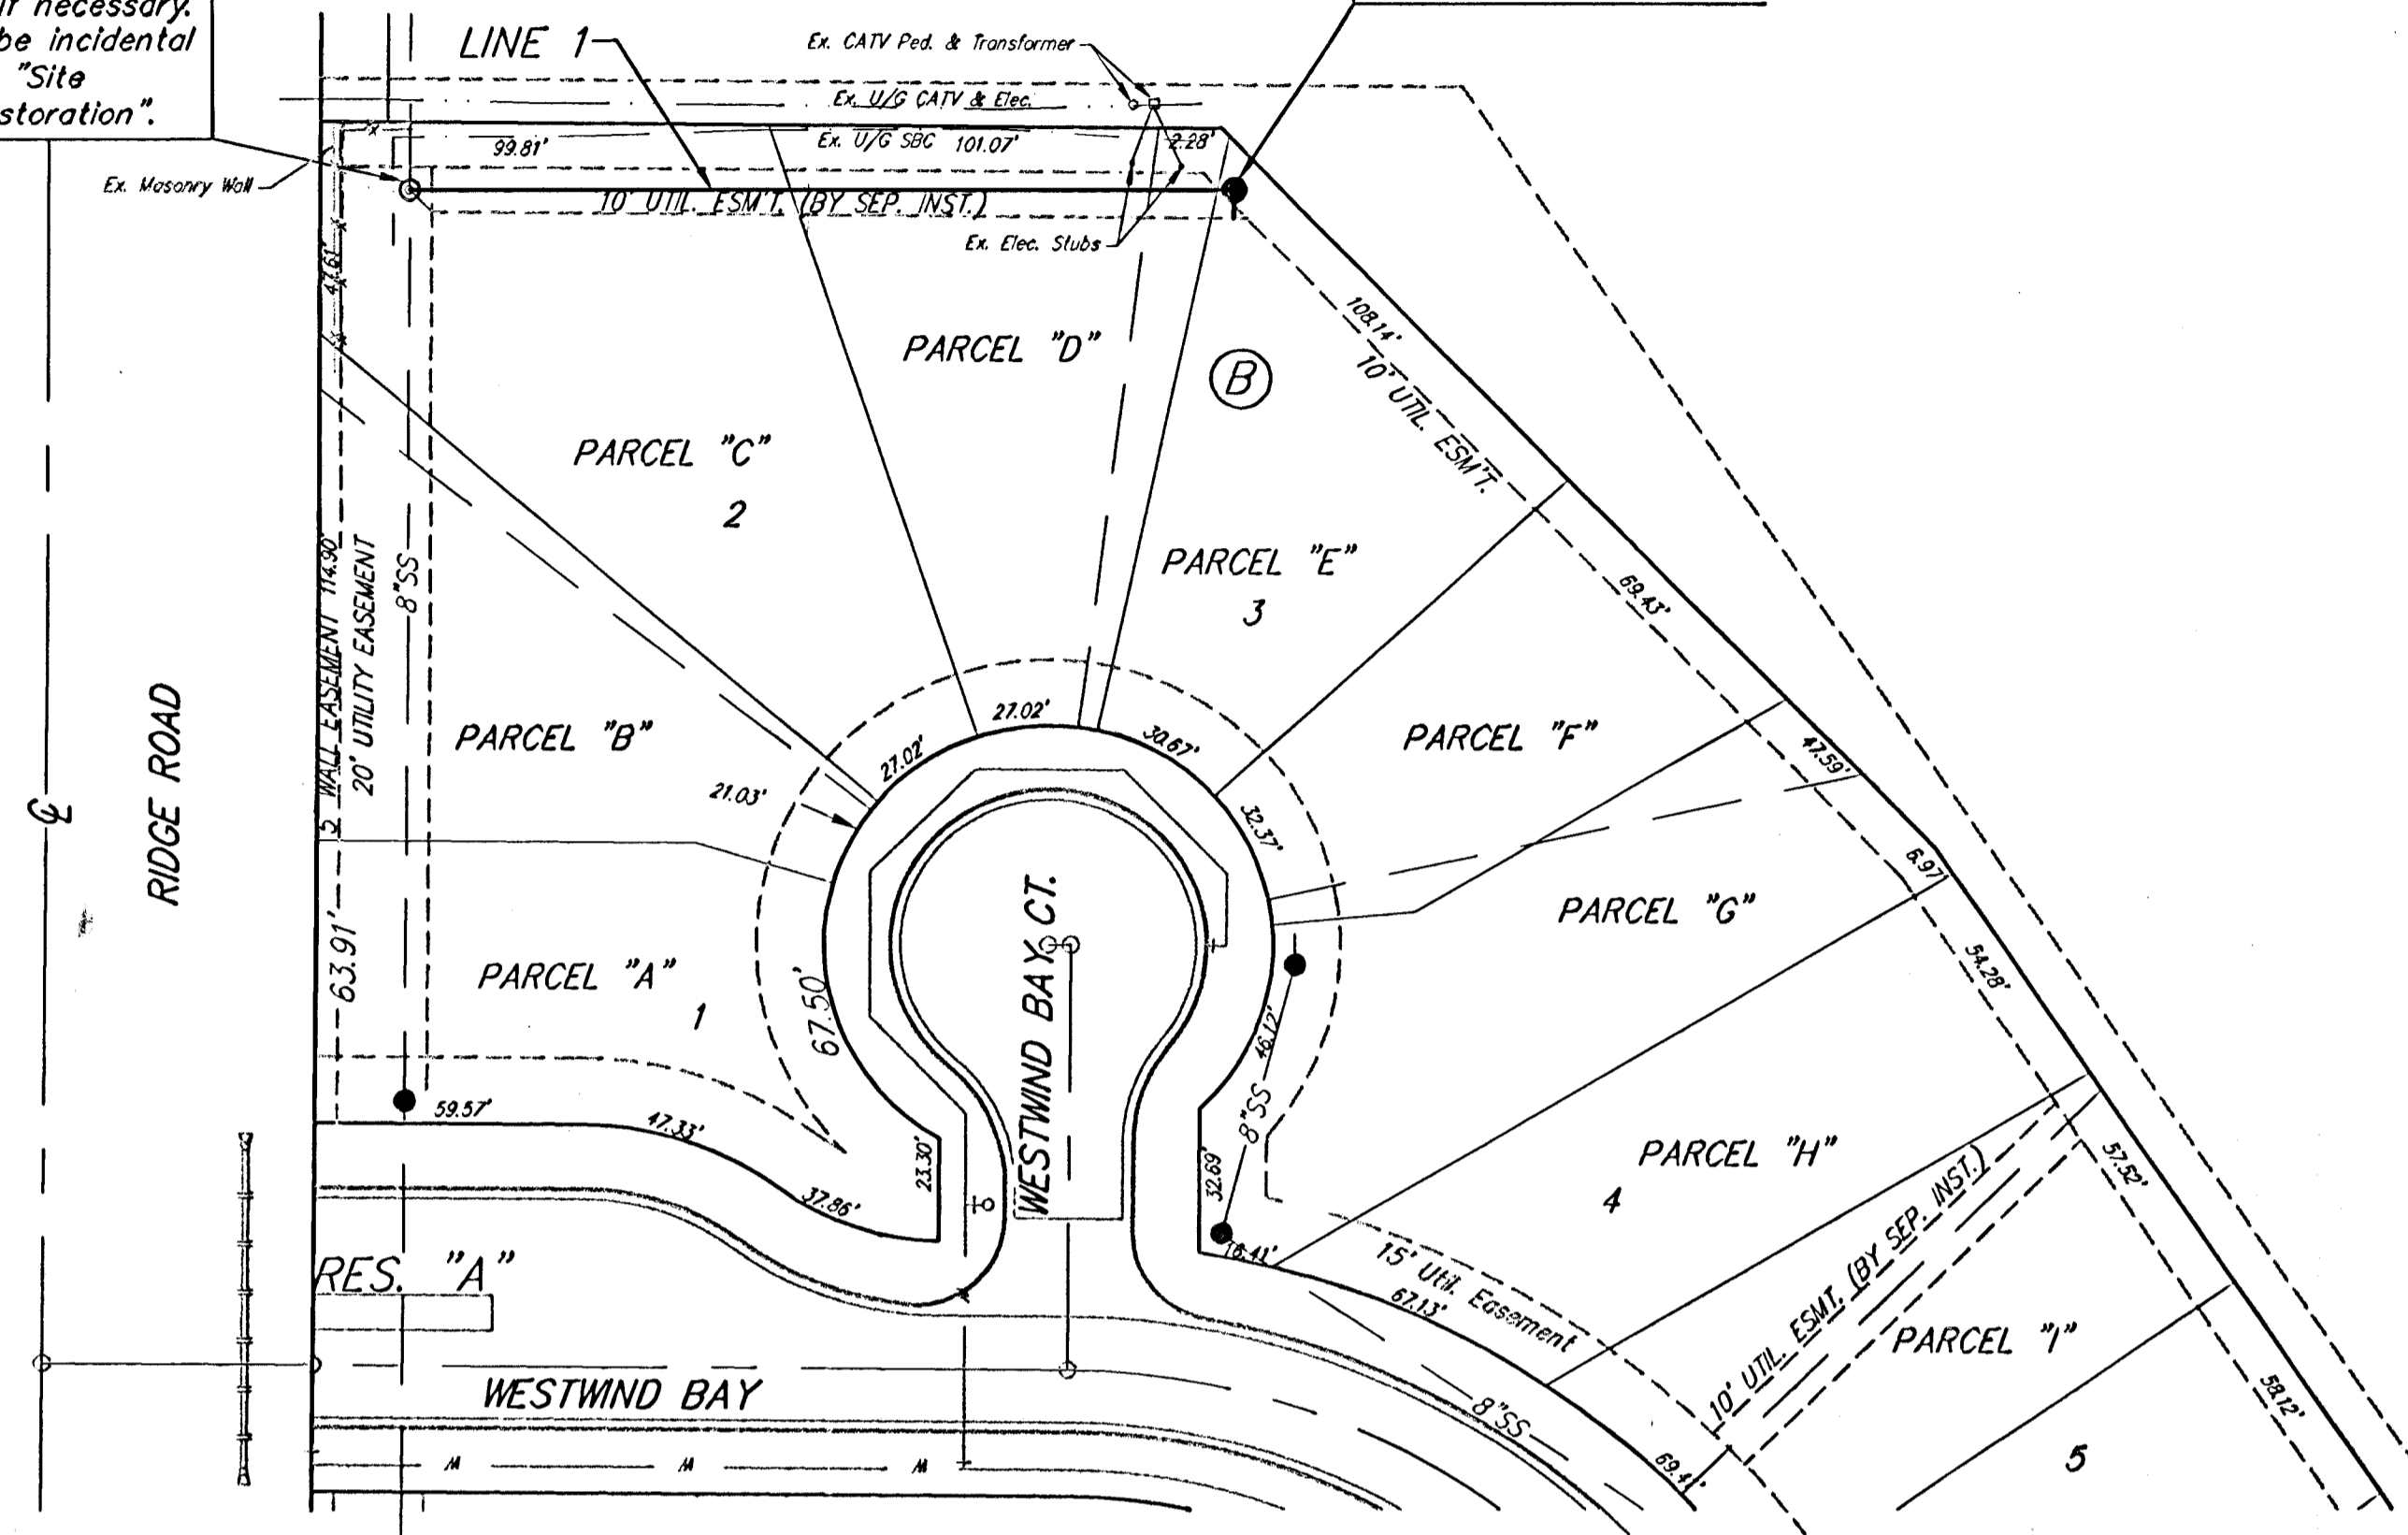 if necessary.
be incidental
"Site
storation".
LINE 1
Ex. CATV Ped. & Transformer
Ex. U/G CATV & Elec.
99.81'
Ex. U/G SBC 101.07'
2.28'
Ex. Masonry Wall
10' UTIL. ESM'T. (BY SEP. INST.)
Ex. Elec. Stubs
47.61'
108.14'
10' UTIL. ESM'T.
PARCEL "D"
B
PARCEL "C"
2
PARCEL "E"
3
69.43'
5' WALL EASEMENT 114.90'
20' UTILITY EASEMENT
8"SS
RIDGE ROAD
PARCEL "B"
27.02'
27.02'
30.67'
21.03'
32.37'
PARCEL "F"
47.59'
6.97'
PARCEL "G"
54.28'
63.91'
PARCEL "A"
1
67.50'
WESTWIND BAY CT.
46.12'
8"SS
59.57'
47.33'
37.86'
23.30'
32.69'
16.41'
PARCEL "H"
4
57.52'
15' Util. Easement
67.13'
10' UTIL. ESMT. (BY SEP. INST.)
RES. "A"
PARCEL "I"
58.12'
WESTWIND BAY
8"SS
69.41'
5
W W W